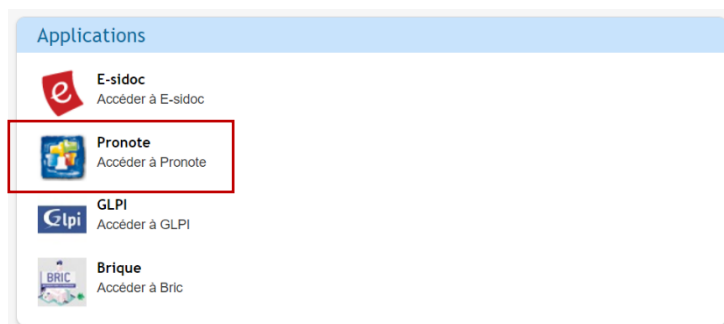 Applications
E-sidoc
Accéder à E-sidoc
Pronote
Accéder à Pronote
GLPI
Glpi
Accéder à GLPI
Brique
BRIC
Accéder à Bric